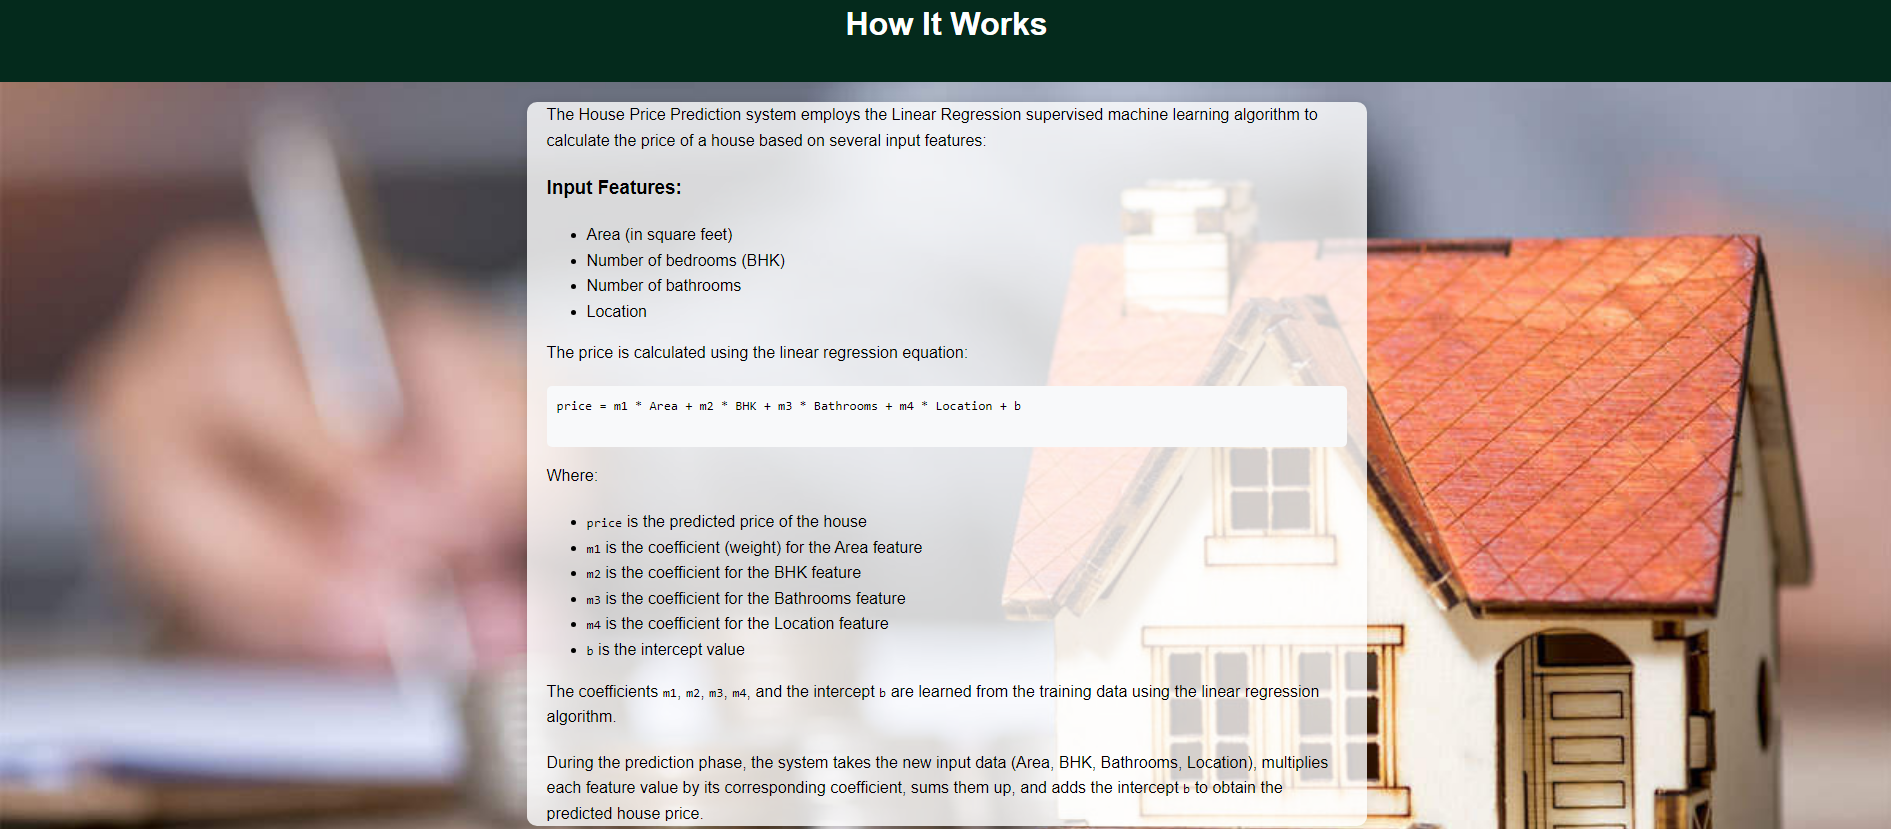 How It Works
The House Price Prediction system employs the Linear Regression supervised machine learning algorithm to
calculate the price of a house based on several input features:
Input Features:
• Area (in square feet)
• Number of bedrooms (BHK)
• Number of bathrooms
• Location
The price is calculated using the linear regression equation:
price = m1 * Area + m2 * BHK + m3 * Bathrooms + m4 * Location + b
Where:
• price is the predicted price of the house
• m1 is the coefficient (weight) for the Area feature
• m2 is the coefficient for the BHK feature
• m3 is the coefficient for the Bathrooms feature
• m4 is the coefficient for the Location feature
• b is the intercept value
The coefficients m1, m2, m3, m4, and the intercept b are learned from the training data using the linear regression
algorithm.
During the prediction phase, the system takes the new input data (Area, BHK, Bathrooms, Location), multiplies
each feature value by its corresponding coefficient, sums them up, and adds the intercept b to obtain the
predicted house price.